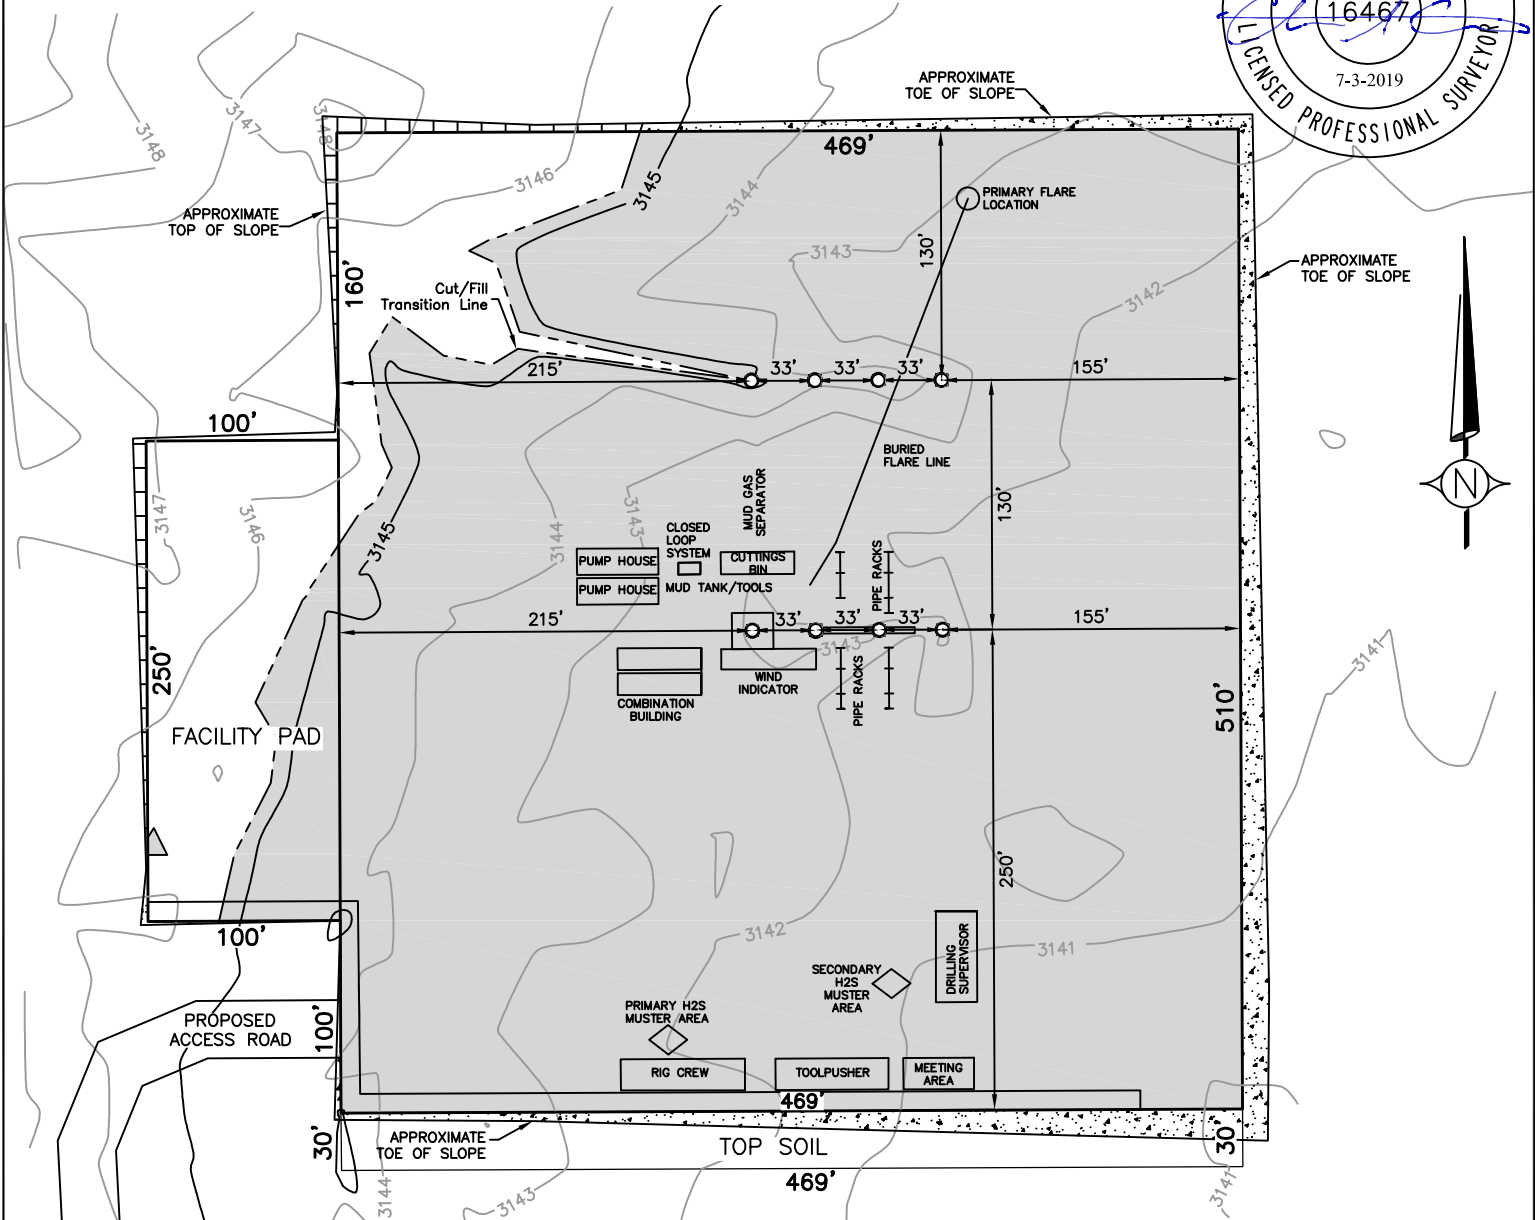 16467
7-3-2019
LICENSED PROFESSIONAL SURVEYOR
APPROXIMATE
TOE OF SLOPE
3148
3147
3148
3146
3145
469'
3144
PRIMARY FLARE
LOCATION
APPROXIMATE
TOP OF SLOPE
130'
3143
3142
APPROXIMATE
TOE OF SLOPE
160'
Cut/Fill
Transition Line
215'
33'
33'
33'
155'
N
100'
BURIED
FLARE LINE
3147
3146
3145
3144
3143
MUD GAS
SEPARATOR
130'
CLOSED
LOOP
SYSTEM
PUMP HOUSE
CUTTINGS
BIN
PIPE RACKS
PUMP HOUSE
MUD TANK/TOOLS
215'
33'
33'
33'
155'
3143
250'
WIND
INDICATOR
PIPE RACKS
COMBINATION
BUILDING
510'
3141
FACILITY PAD
250'
100'
3142
3141
DRILLING
SUPERVISOR
SECONDARY
H2S
MUSTER
AREA
PRIMARY H2S
MUSTER AREA
PROPOSED
ACCESS ROAD
100'
RIG CREW
TOOLPUSHER
MEETING
AREA
469'
30'
APPROXIMATE
TOE OF SLOPE
TOP SOIL
30'
469'
3144
3143
3141